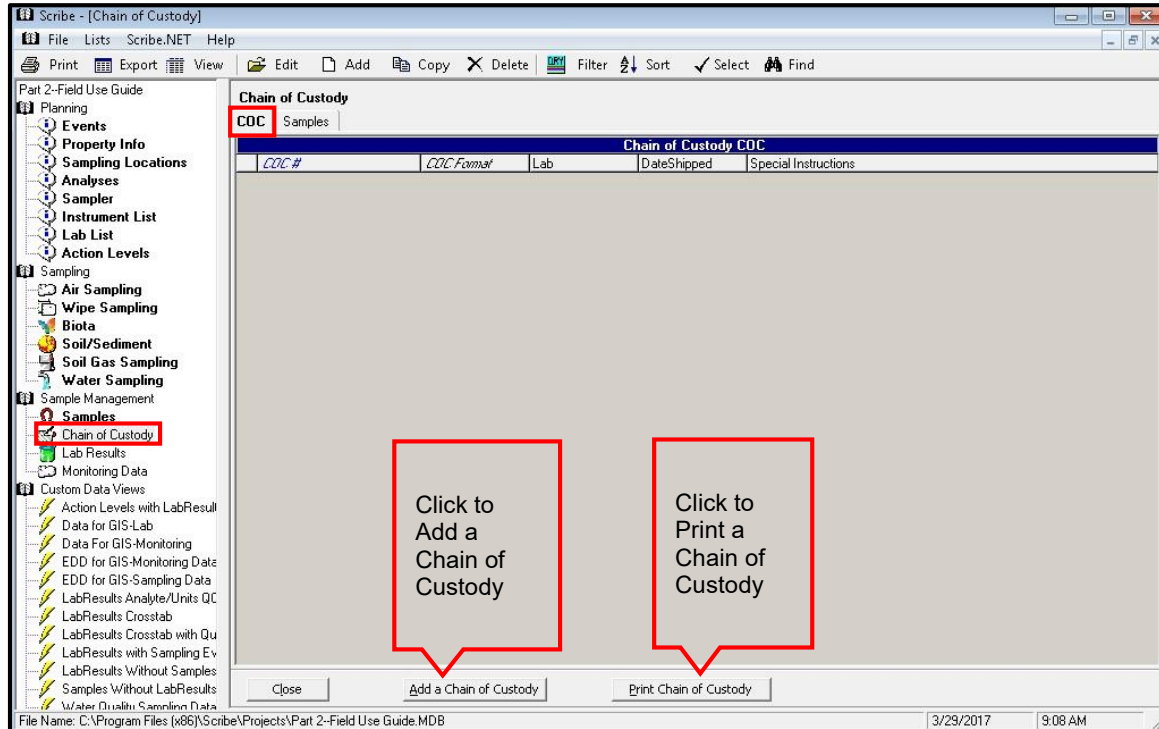 Scribe - [Chain of Custody]
File Lists Scribe.NET Help
Print Export View Edit Add Copy Delete Filter Sort Select Find
Part 2--Field Use Guide
Planning
Events
Property Info
Sampling Locations
Analyses
Sampler
Instrument List
Lab List
Action Levels
Sampling
Air Sampling
Wipe Sampling
Biota
Soil/Sediment
Soil Gas Sampling
Water Sampling
Sample Management
Samples
Chain of Custody
Lab Results
Monitoring Data
Custom Data Views
Action Levels with LabResult
Data for GIS-Lab
Data For GIS-Monitoring
EDD for GIS-Monitoring Data
EDD for GIS-Sampling Data
LabResults Analyte/Units QC
LabResults Crosstab
LabResults Crosstab with Qu
LabResults with Sampling Ev
LabResults Without Samples
Samples Without LabResults
Water Quality Sampling Data
Chain of Custody
COC Samples
Chain of Custody COC
COC # COC Format Lab DateShipped Special Instructions
Click to
Add a
Chain of
Custody
Click to
Print a
Chain of
Custody
Close Add a Chain of Custody Print Chain of Custody
File Name: C:\Program Files (x86)\Scribe\Projects\Part 2--Field Use Guide.MDB 3/29/2017 9:08 AM